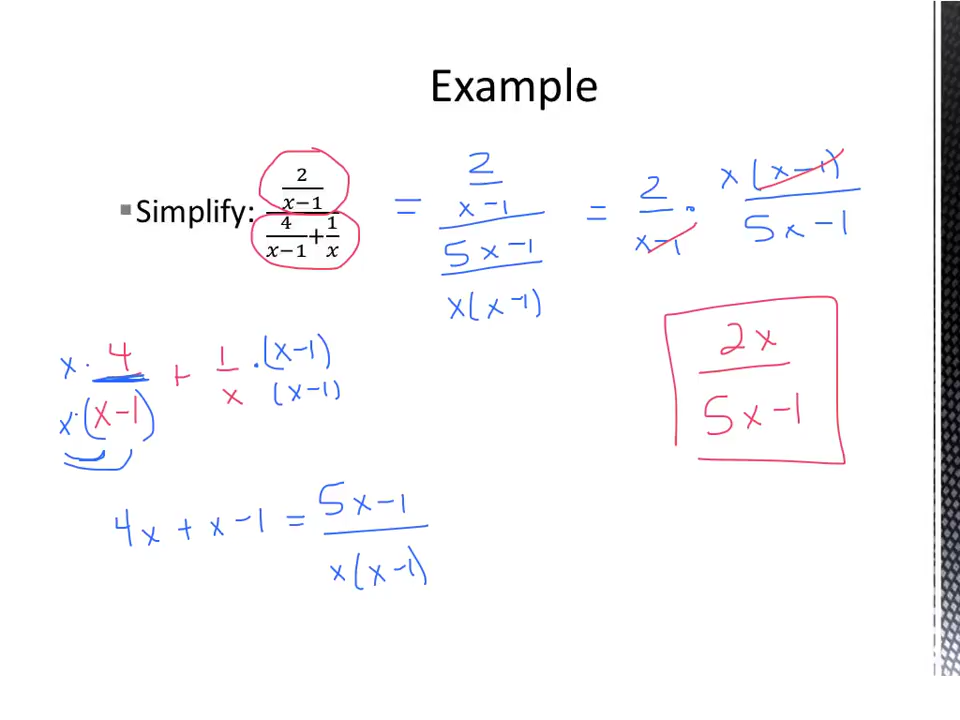 Example
▪Simplify: (2/(x−1))/(4/(x−1)+1/x) = (2/(x-1))/((5x-1)/(x(x-1))) = 2/(x-1) · x(x-1)/(5x-1)
x· 4/x·(x-1) + 1/x ·(x-1)/(x-1)
2x/(5x-1)
4x + x-1 = (5x-1)/(x(x-1))